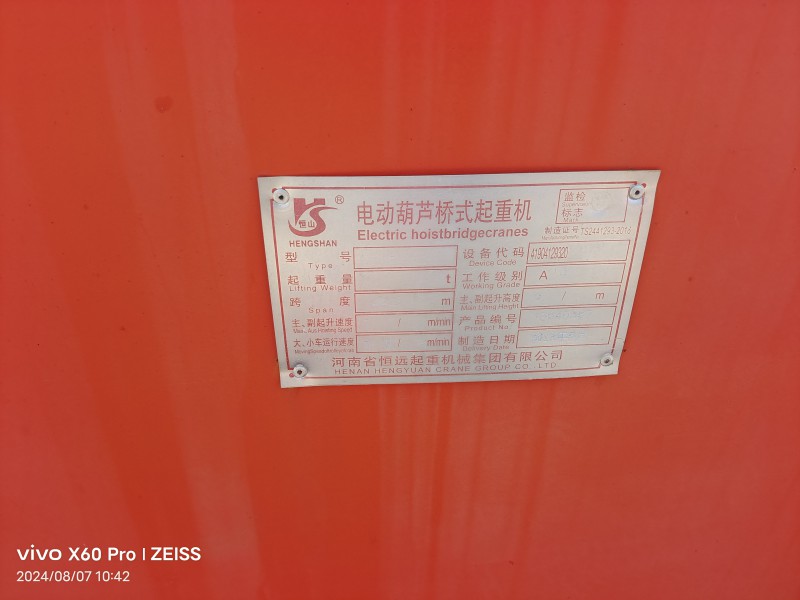 恒山
®
HENGSHAN
电动葫芦桥式起重机
Electric hoistbridgecranes
监检
标志
Mark
制造证号
型 号
Type
设备代码 41904129320
Device Code
起重量 t
Lifting Weight
工作级别 A
Working Grade
跨 度 m
Span
主、副起升高度 / m
Main Lifting Height
主、副起升速度 / m/min
产品编号
Product No
大、小车运行速度 / m/min
制造日期
Delivery Date
河南省恒远起重机械集团有限公司
HENAN HENGYUAN CRANE GROUP CO., LTD
vivo X60 Pro | ZEISS
2024/08/07 10:42